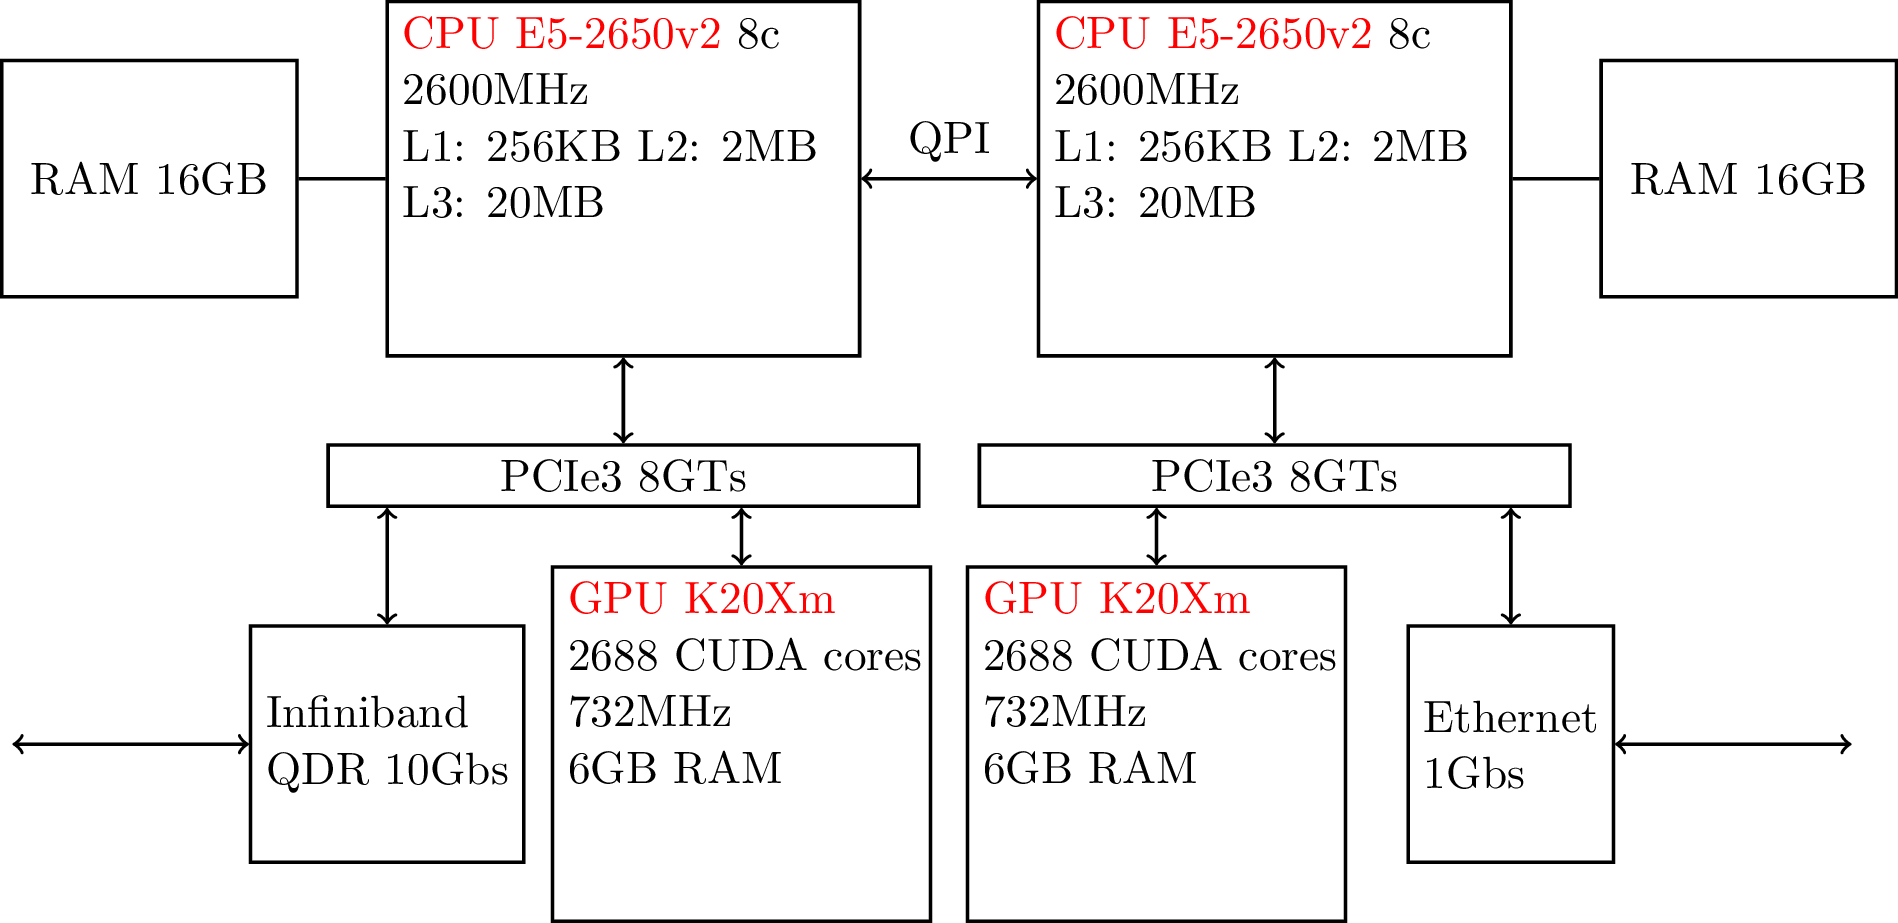 CPU E5-2650v2 8c
2600MHz
L1: 256KB L2: 2MB
L3: 20MB
CPU E5-2650v2 8c
2600MHz
L1: 256KB L2: 2MB
L3: 20MB
RAM 16GB
QPI
RAM 16GB
PCIe3 8GTs
PCIe3 8GTs
Infiniband
QDR 10Gbs
GPU K20Xm
2688 CUDA cores
732MHz
6GB RAM
GPU K20Xm
2688 CUDA cores
732MHz
6GB RAM
Ethernet
1Gbs